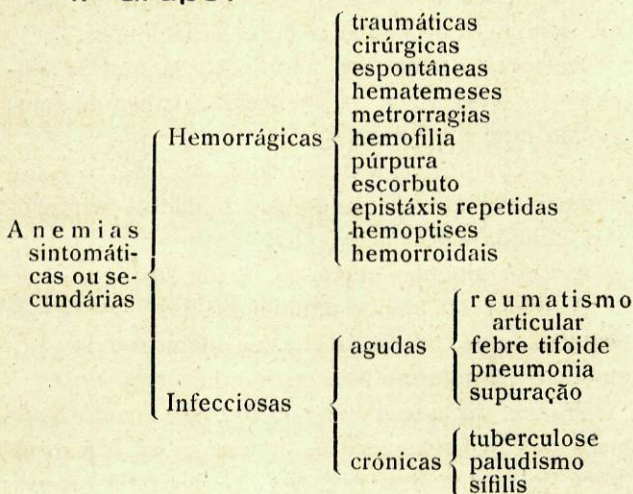 Hemorrágicas
traumáticas
cirúrgicas
espontâneas
hematemeses
metrorragias
hemofilia
púrpura
escorbuto
epistáxis repetidas
hemoptises
hemorroidais
Anemias
sintomáti-
cas ou se-
cundárias
Infecciosas
agudas
reumatismo
articular
febre tifoide
pneumonia
supuração
crónicas
tuberculose
paludismo
sífilis